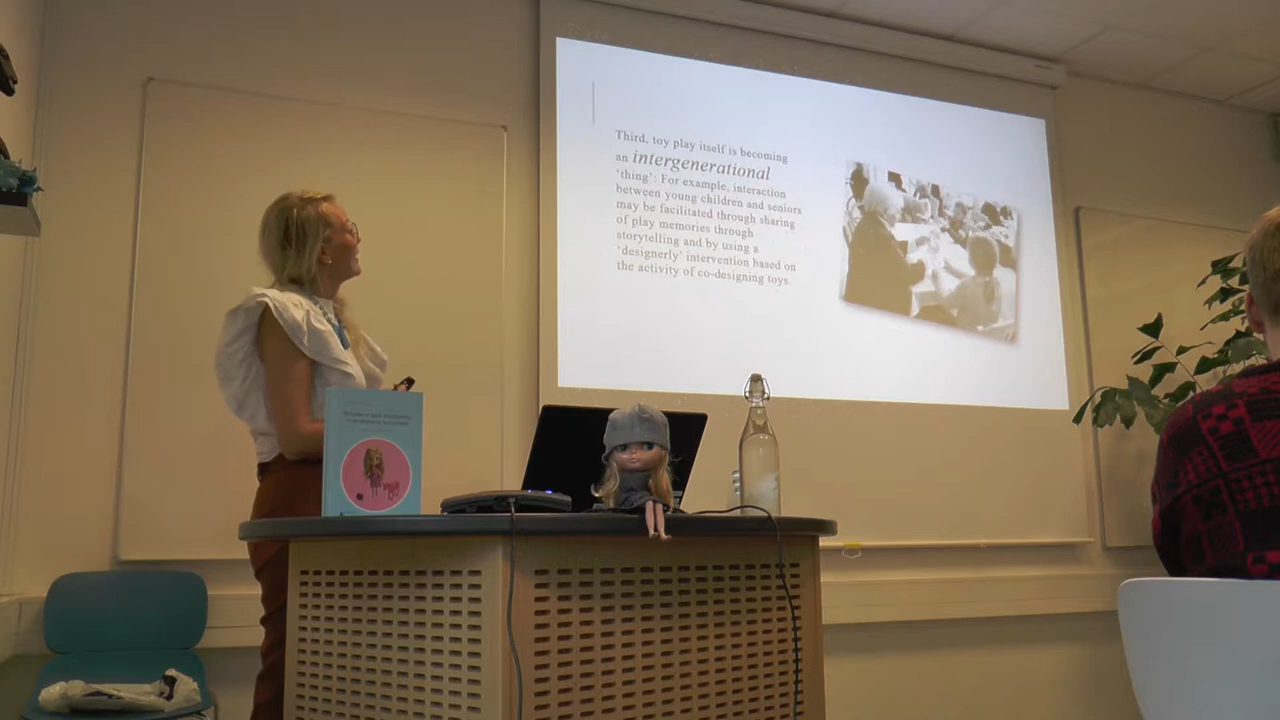 Third, toy play itself is becoming
an intergenerational
‘thing’: For example, interaction
between young children and seniors
may be facilitated through sharing
of play memories through
storytelling and by using a
‘designerly’ intervention based on
the activity of co-designing toys.